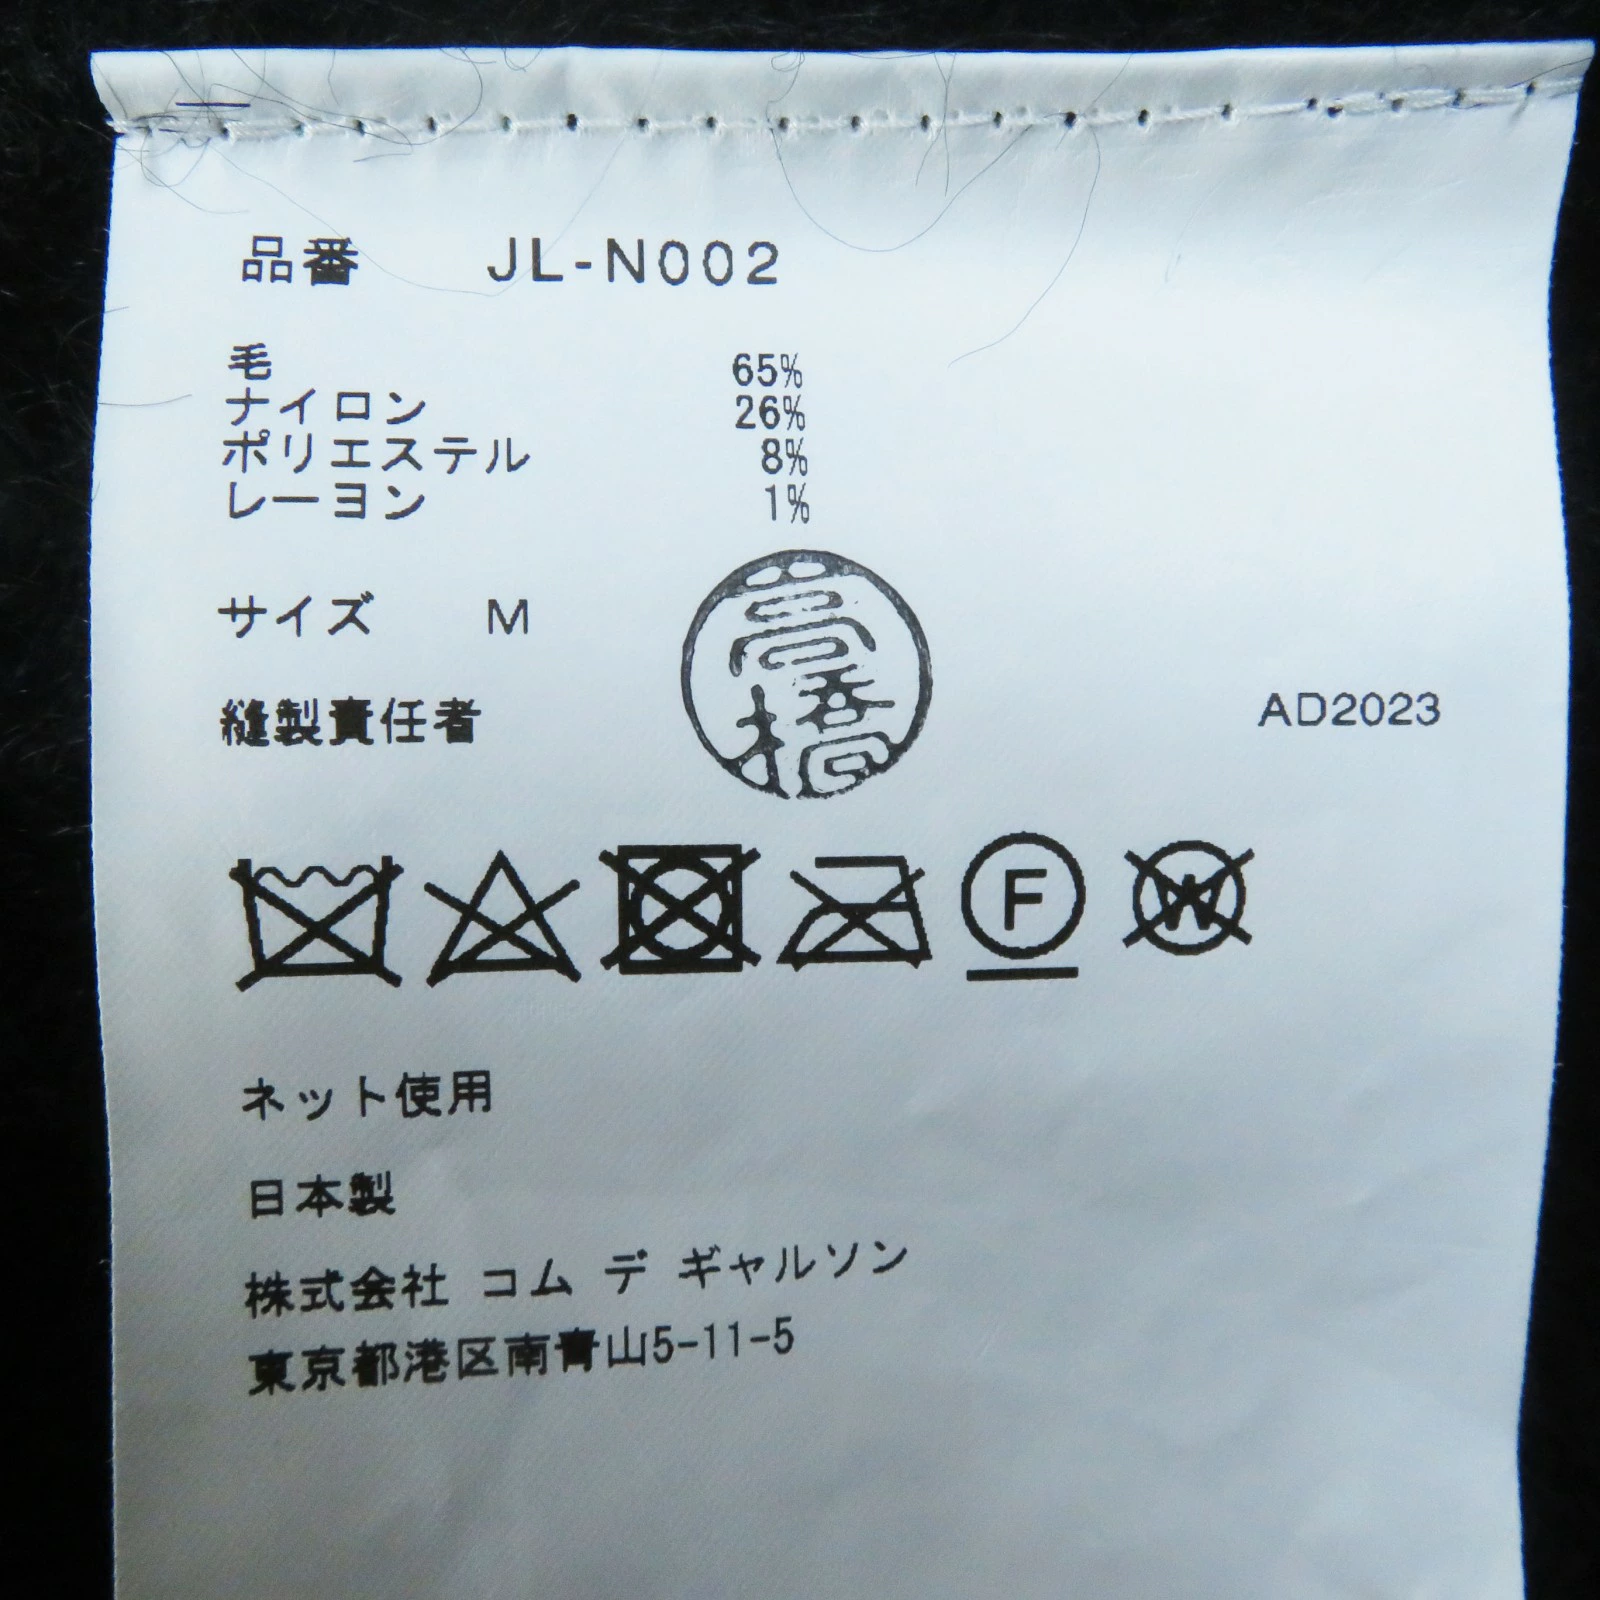 品番 JL-N002
毛 65%
ナイロン 26%
ポリエステル 8%
レーヨン 1%
サイズ M
高橋
縫製責任者
AD2023
F W
ネット使用
日本製
株式会社 コム デ ギャルソン
東京都港区南青山5-11-5